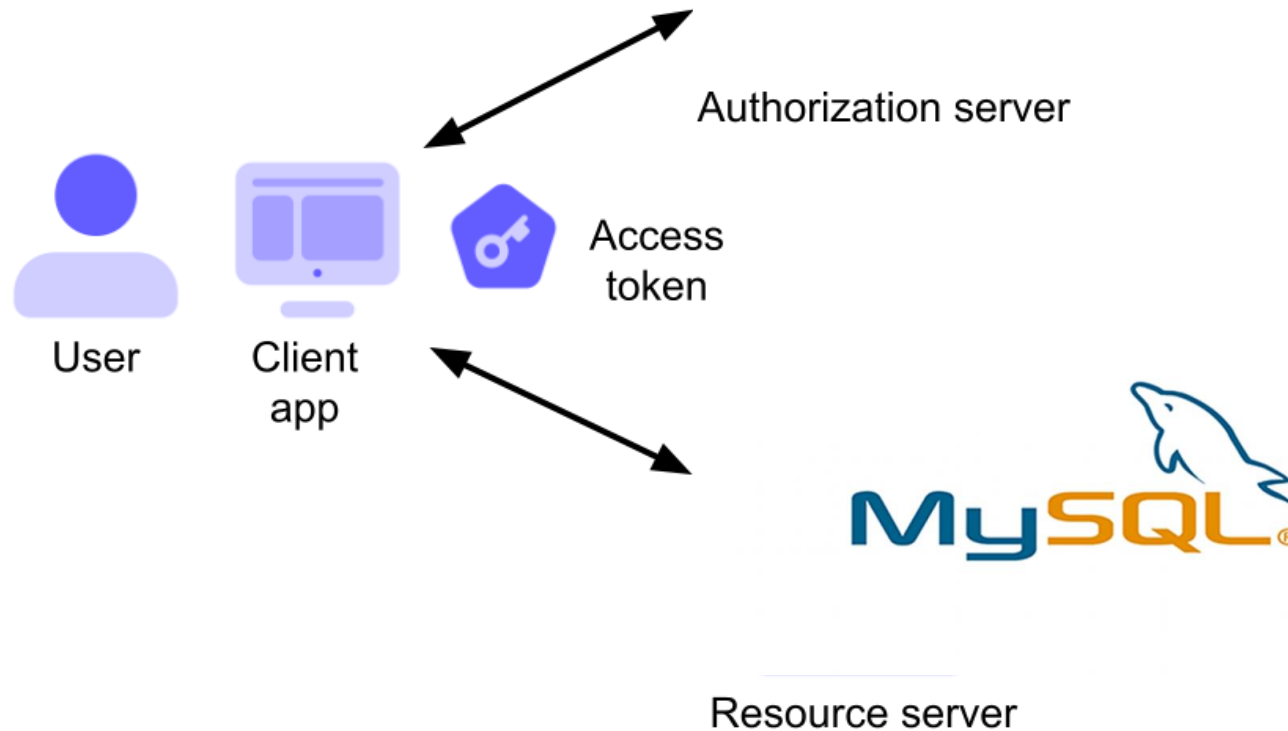 Authorization server
Access
token
User
Client
app
MySQL®
Resource server